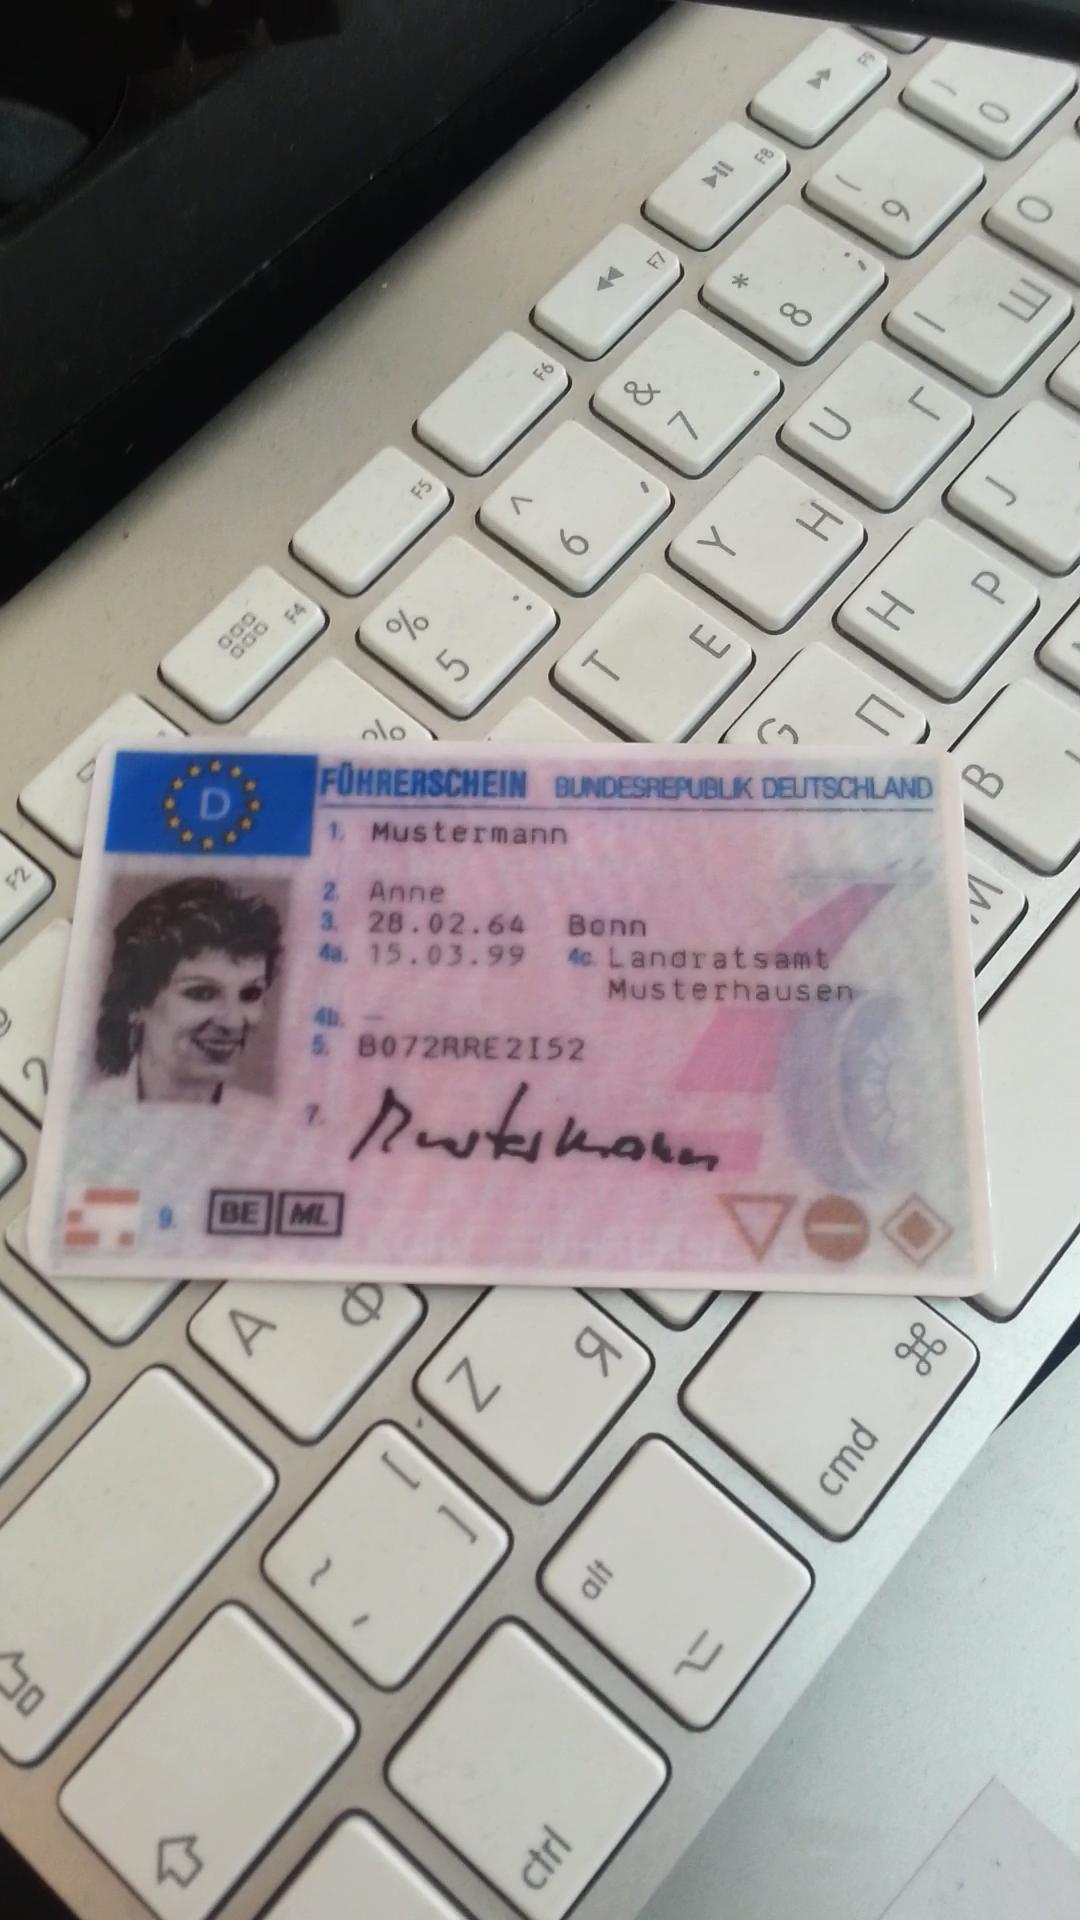 F9
F8
F7
F6
F5
F4
F2
0
( 9
* 8 ;
& 7 .
^ 6 ,
% 5 :
2
O
I Ш
U Г
Y Н
T Е
J
H Р
G П
B
М
D
FÜHRERSCHEIN BUNDESREPUBLIK DEUTSCHLAND
1. Mustermann
2. Anne
3. 28.02.64 Bonn
4a. 15.03.99 4c. Landratsamt
Musterhausen
4b. —
5. B072RRE2I52
7. Mustermann
9. BE ML
A Ф
Z Я
⌘
cmd
[ ]
~
alt
⌥
ctrl